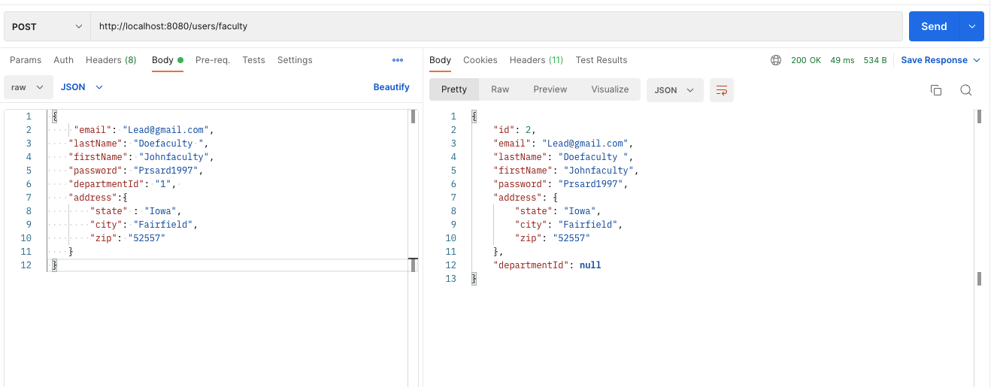 POST http://localhost:8080/users/faculty Send
Params Auth Headers (8) Body Pre-req. Tests Settings
raw JSON Beautify
1 {
2 "email": "Lead@gmail.com",
3 "lastName": "Doefaculty ",
4 "firstName": "Johnfaculty",
5 "password": "Prsard1997",
6 "departmentId": "1",
7 "address":{
8 "state" : "Iowa",
9 "city": "Fairfield",
10 "zip": "52557"
11 }
12 }
Body Cookies Headers (11) Test Results 200 OK 49 ms 534 B Save Response
Pretty Raw Preview Visualize JSON
1 {
2 "id": 2,
3 "email": "Lead@gmail.com",
4 "lastName": "Doefaculty ",
5 "firstName": "Johnfaculty",
6 "password": "Prsard1997",
7 "address": {
8 "state": "Iowa",
9 "city": "Fairfield",
10 "zip": "52557"
11 },
12 "departmentId": null
13 }